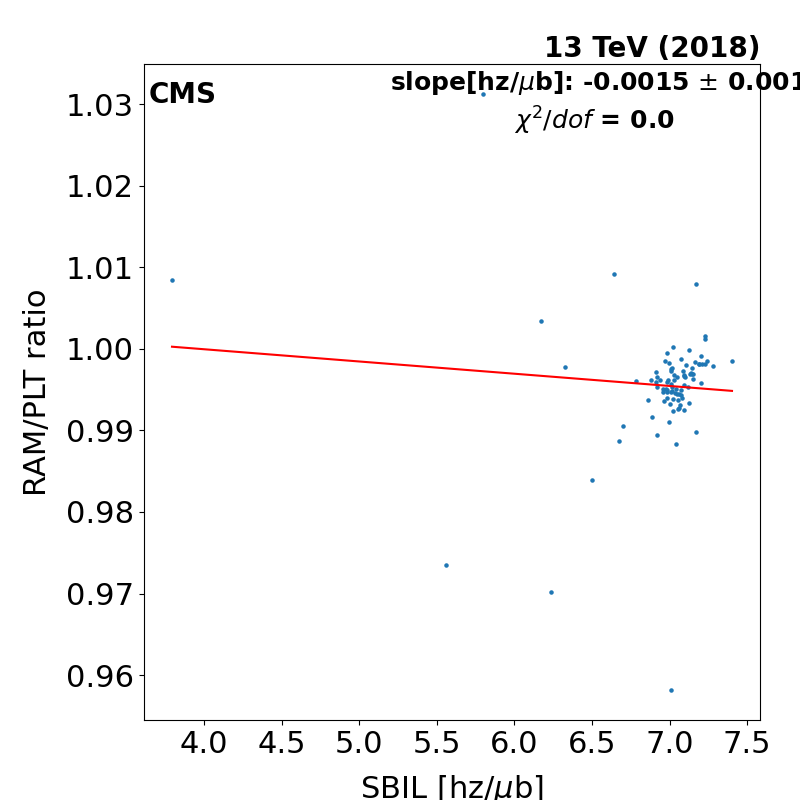 13 TeV (2018)
CMS
slope[hz/μb]: -0.0015 ± 0.001
χ²/dof = 0.0
1.03
1.02
1.01
1.00
0.99
0.98
0.97
0.96
RAM/PLT ratio
4.0 4.5 5.0 5.5 6.0 6.5 7.0 7.5
SBIL [hz/μb]